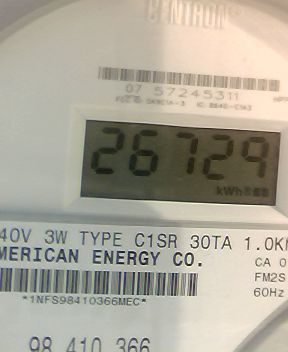 CENTRON®
07 57245311
26729
kWh
40V 3W TYPE C1SR 30TA 1.0K
MERICAN ENERGY CO.
CA 0
FM2S
60Hz
*1NFS98410366MEC*
98 410 366